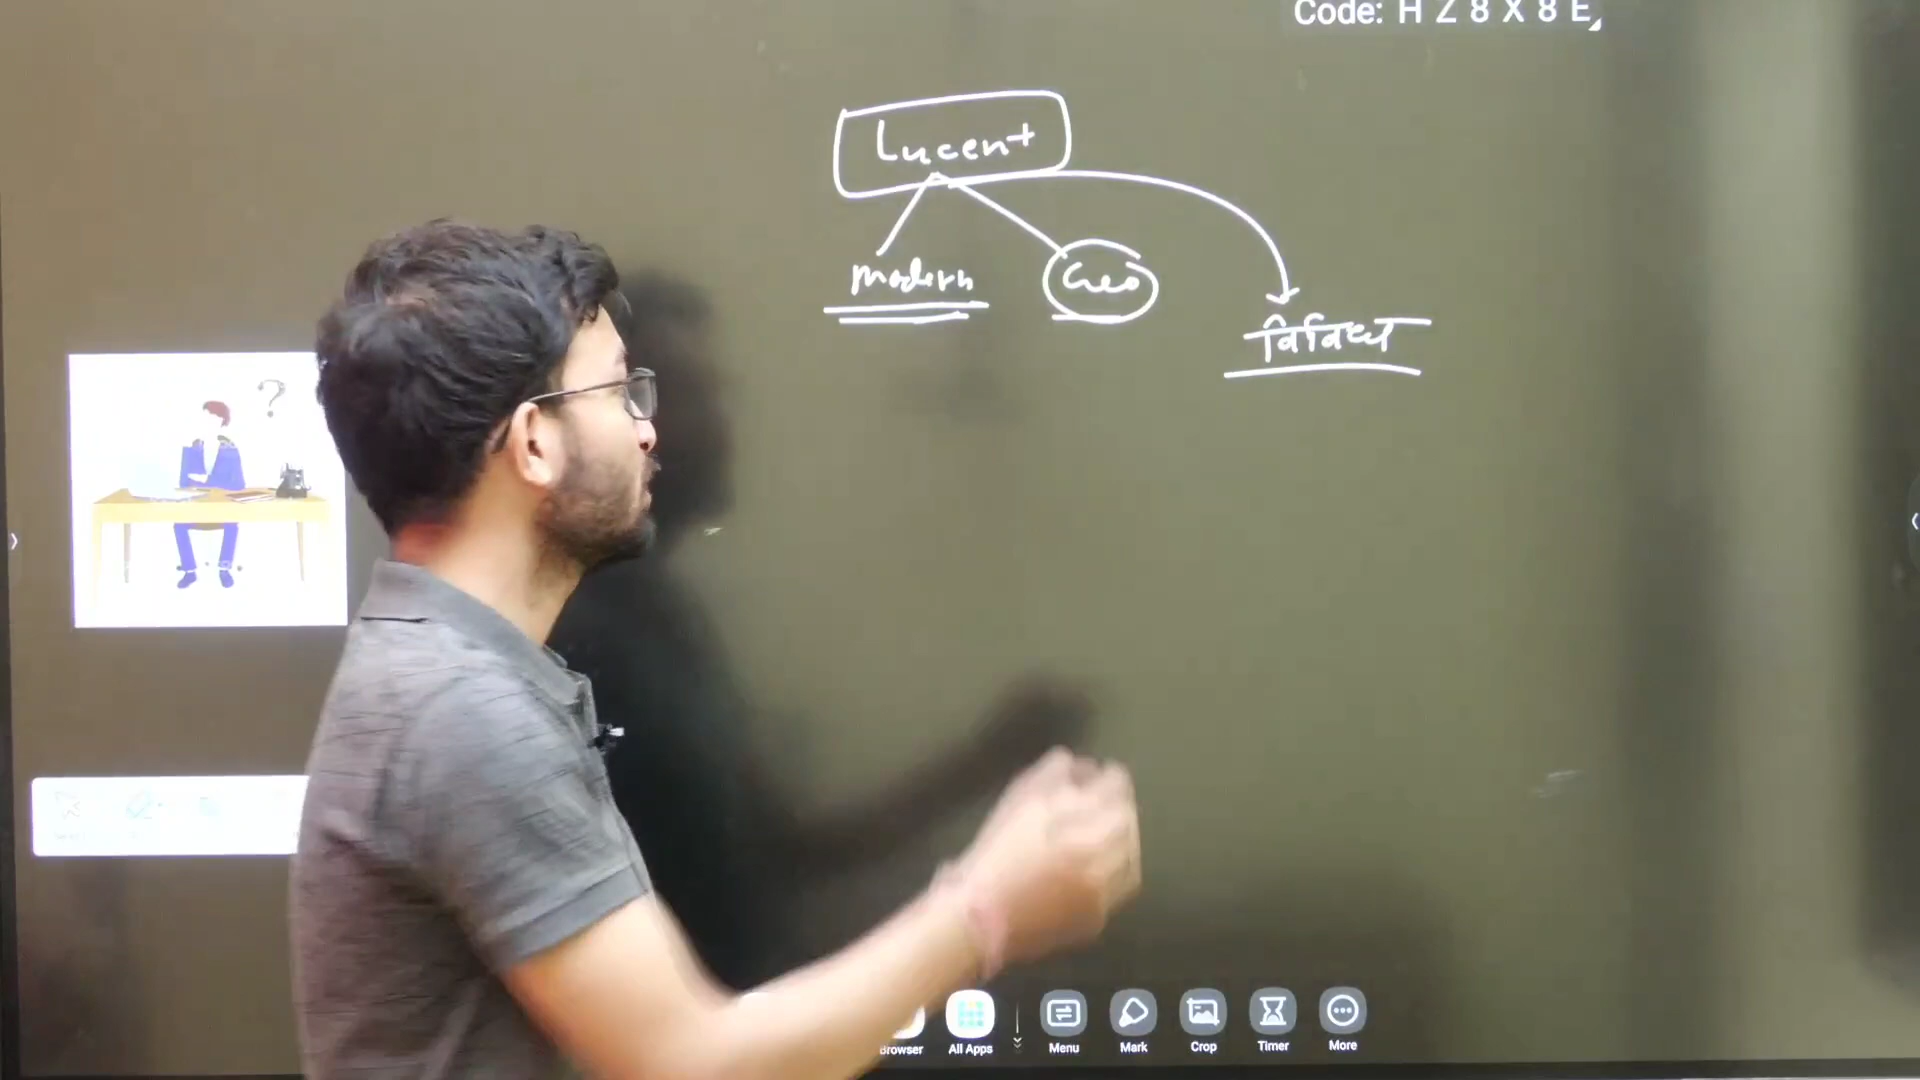 Code: H Z 8 X 8 E
Lucent
Modern
Geo
विविध
?
Browser
All Apps
Menu
Mark
Crop
Timer
More